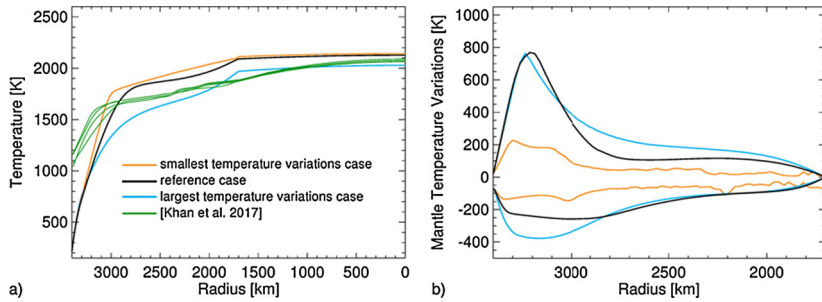 2500
2000
1500
1000
500
Temperature [K]
3000 2500 2000 1500 1000 500 0
Radius [km]
smallest temperature variations case
reference case
largest temperature variations case
[Khan et al. 2017]
a)
1000
800
600
400
200
0
-200
-400
Mantle Temperature Variations [K]
3000 2500 2000
Radius [km]
b)